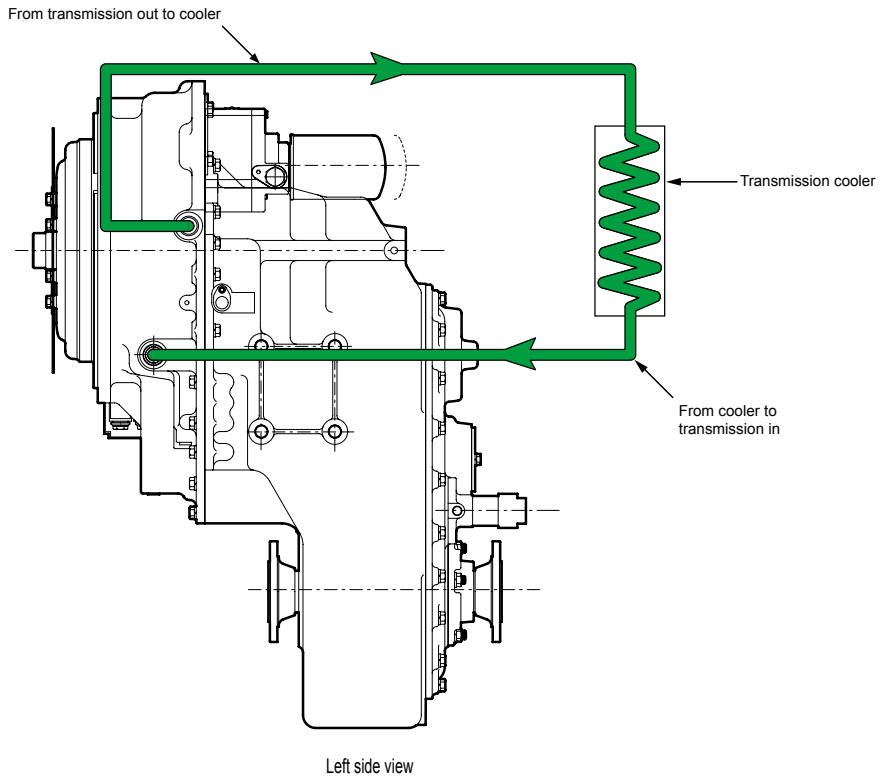 From transmission out to cooler
Transmission cooler
From cooler to
transmission in
Left side view